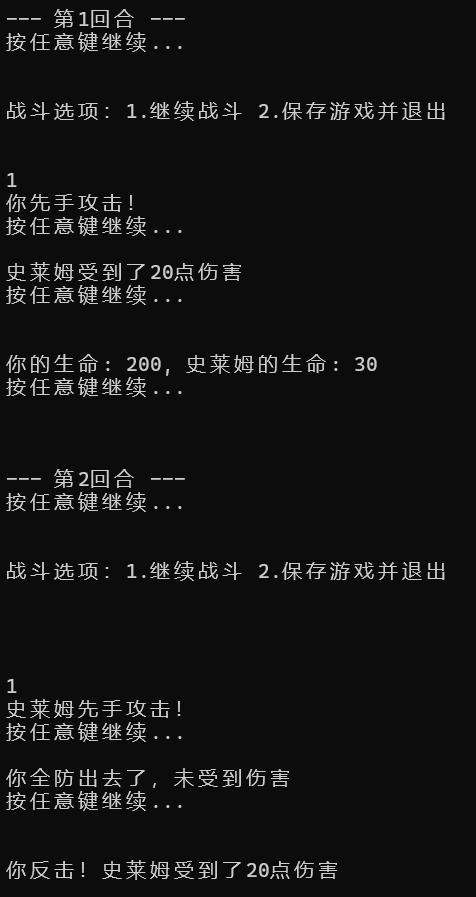 --- 第1回合 ---
按任意键继续...
战斗选项: 1.继续战斗 2.保存游戏并退出
1
你先手攻击!
按任意键继续...
史莱姆受到了20点伤害
按任意键继续...
你的生命: 200, 史莱姆的生命: 30
按任意键继续...
--- 第2回合 ---
按任意键继续...
战斗选项: 1.继续战斗 2.保存游戏并退出
1
史莱姆先手攻击!
按任意键继续...
你全防出去了, 未受到伤害
按任意键继续...
你反击! 史莱姆受到了20点伤害